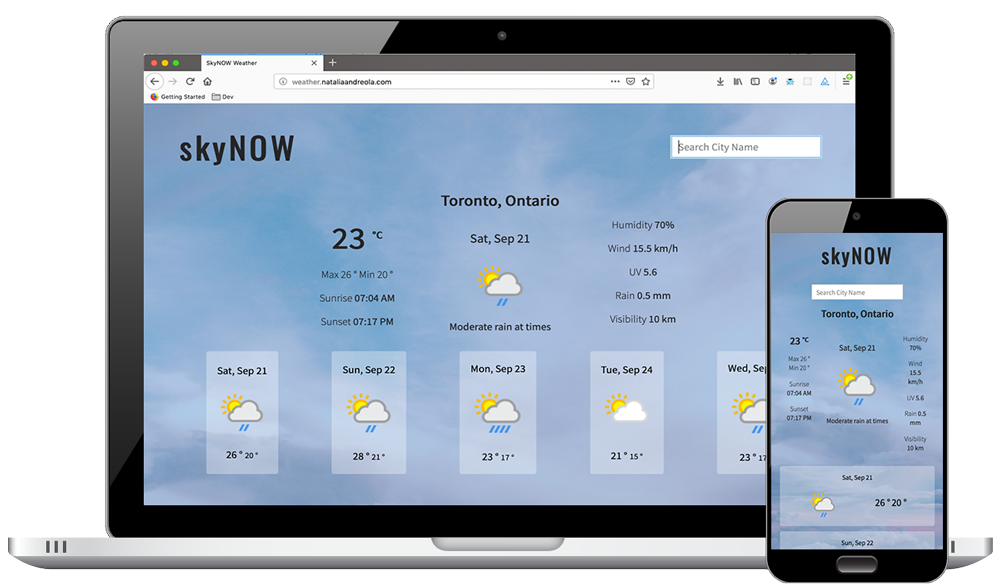 SkyNOW Weather
weather.nataliaandreola.com
Getting Started Dev
skyNOW
Search City Name
Toronto, Ontario
23 °C
Max 26 ° Min 20 °
Sunrise 07:04 AM
Sunset 07:17 PM
Sat, Sep 21
Moderate rain at times
Humidity 70%
Wind 15.5 km/h
UV 5.6
Rain 0.5 mm
Visibility 10 km
Sat, Sep 21
26 ° 20 °
Sun, Sep 22
28 ° 21 °
Mon, Sep 23
23 ° 17 °
Tue, Sep 24
21 ° 15 °
Wed, Sep
23 ° 17
skyNOW
Search City Name
Toronto, Ontario
23 °C
Max 26 °
Min 20 °
Sunrise
07:04 AM
Sunset
07:17 PM
Sat, Sep 21
Moderate rain at times
Humidity
70%
Wind
15.5
km/h
UV 5.6
Rain 0.5
mm
Visibility
10 km
Sat, Sep 21
26 ° 20 °
Sun, Sep 22